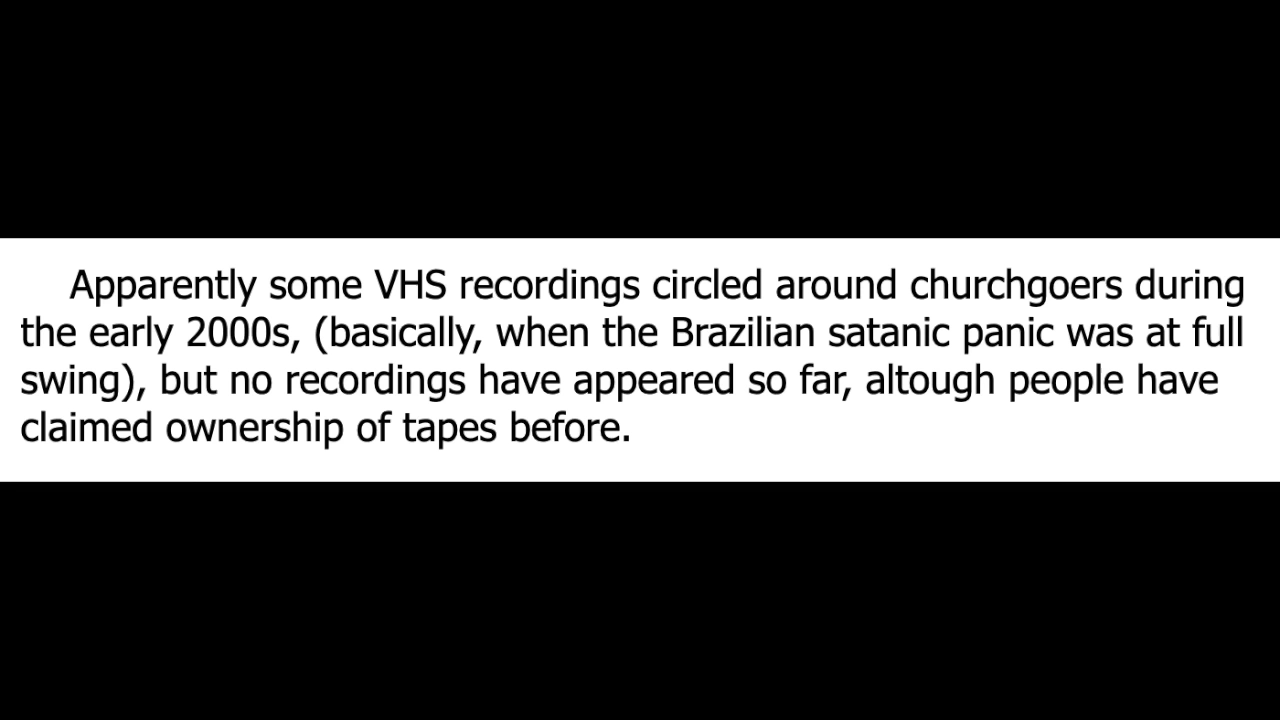 Apparently some VHS recordings circled around churchgoers during
the early 2000s, (basically, when the Brazilian satanic panic was at full
swing), but no recordings have appeared so far, altough people have
claimed ownership of tapes before.